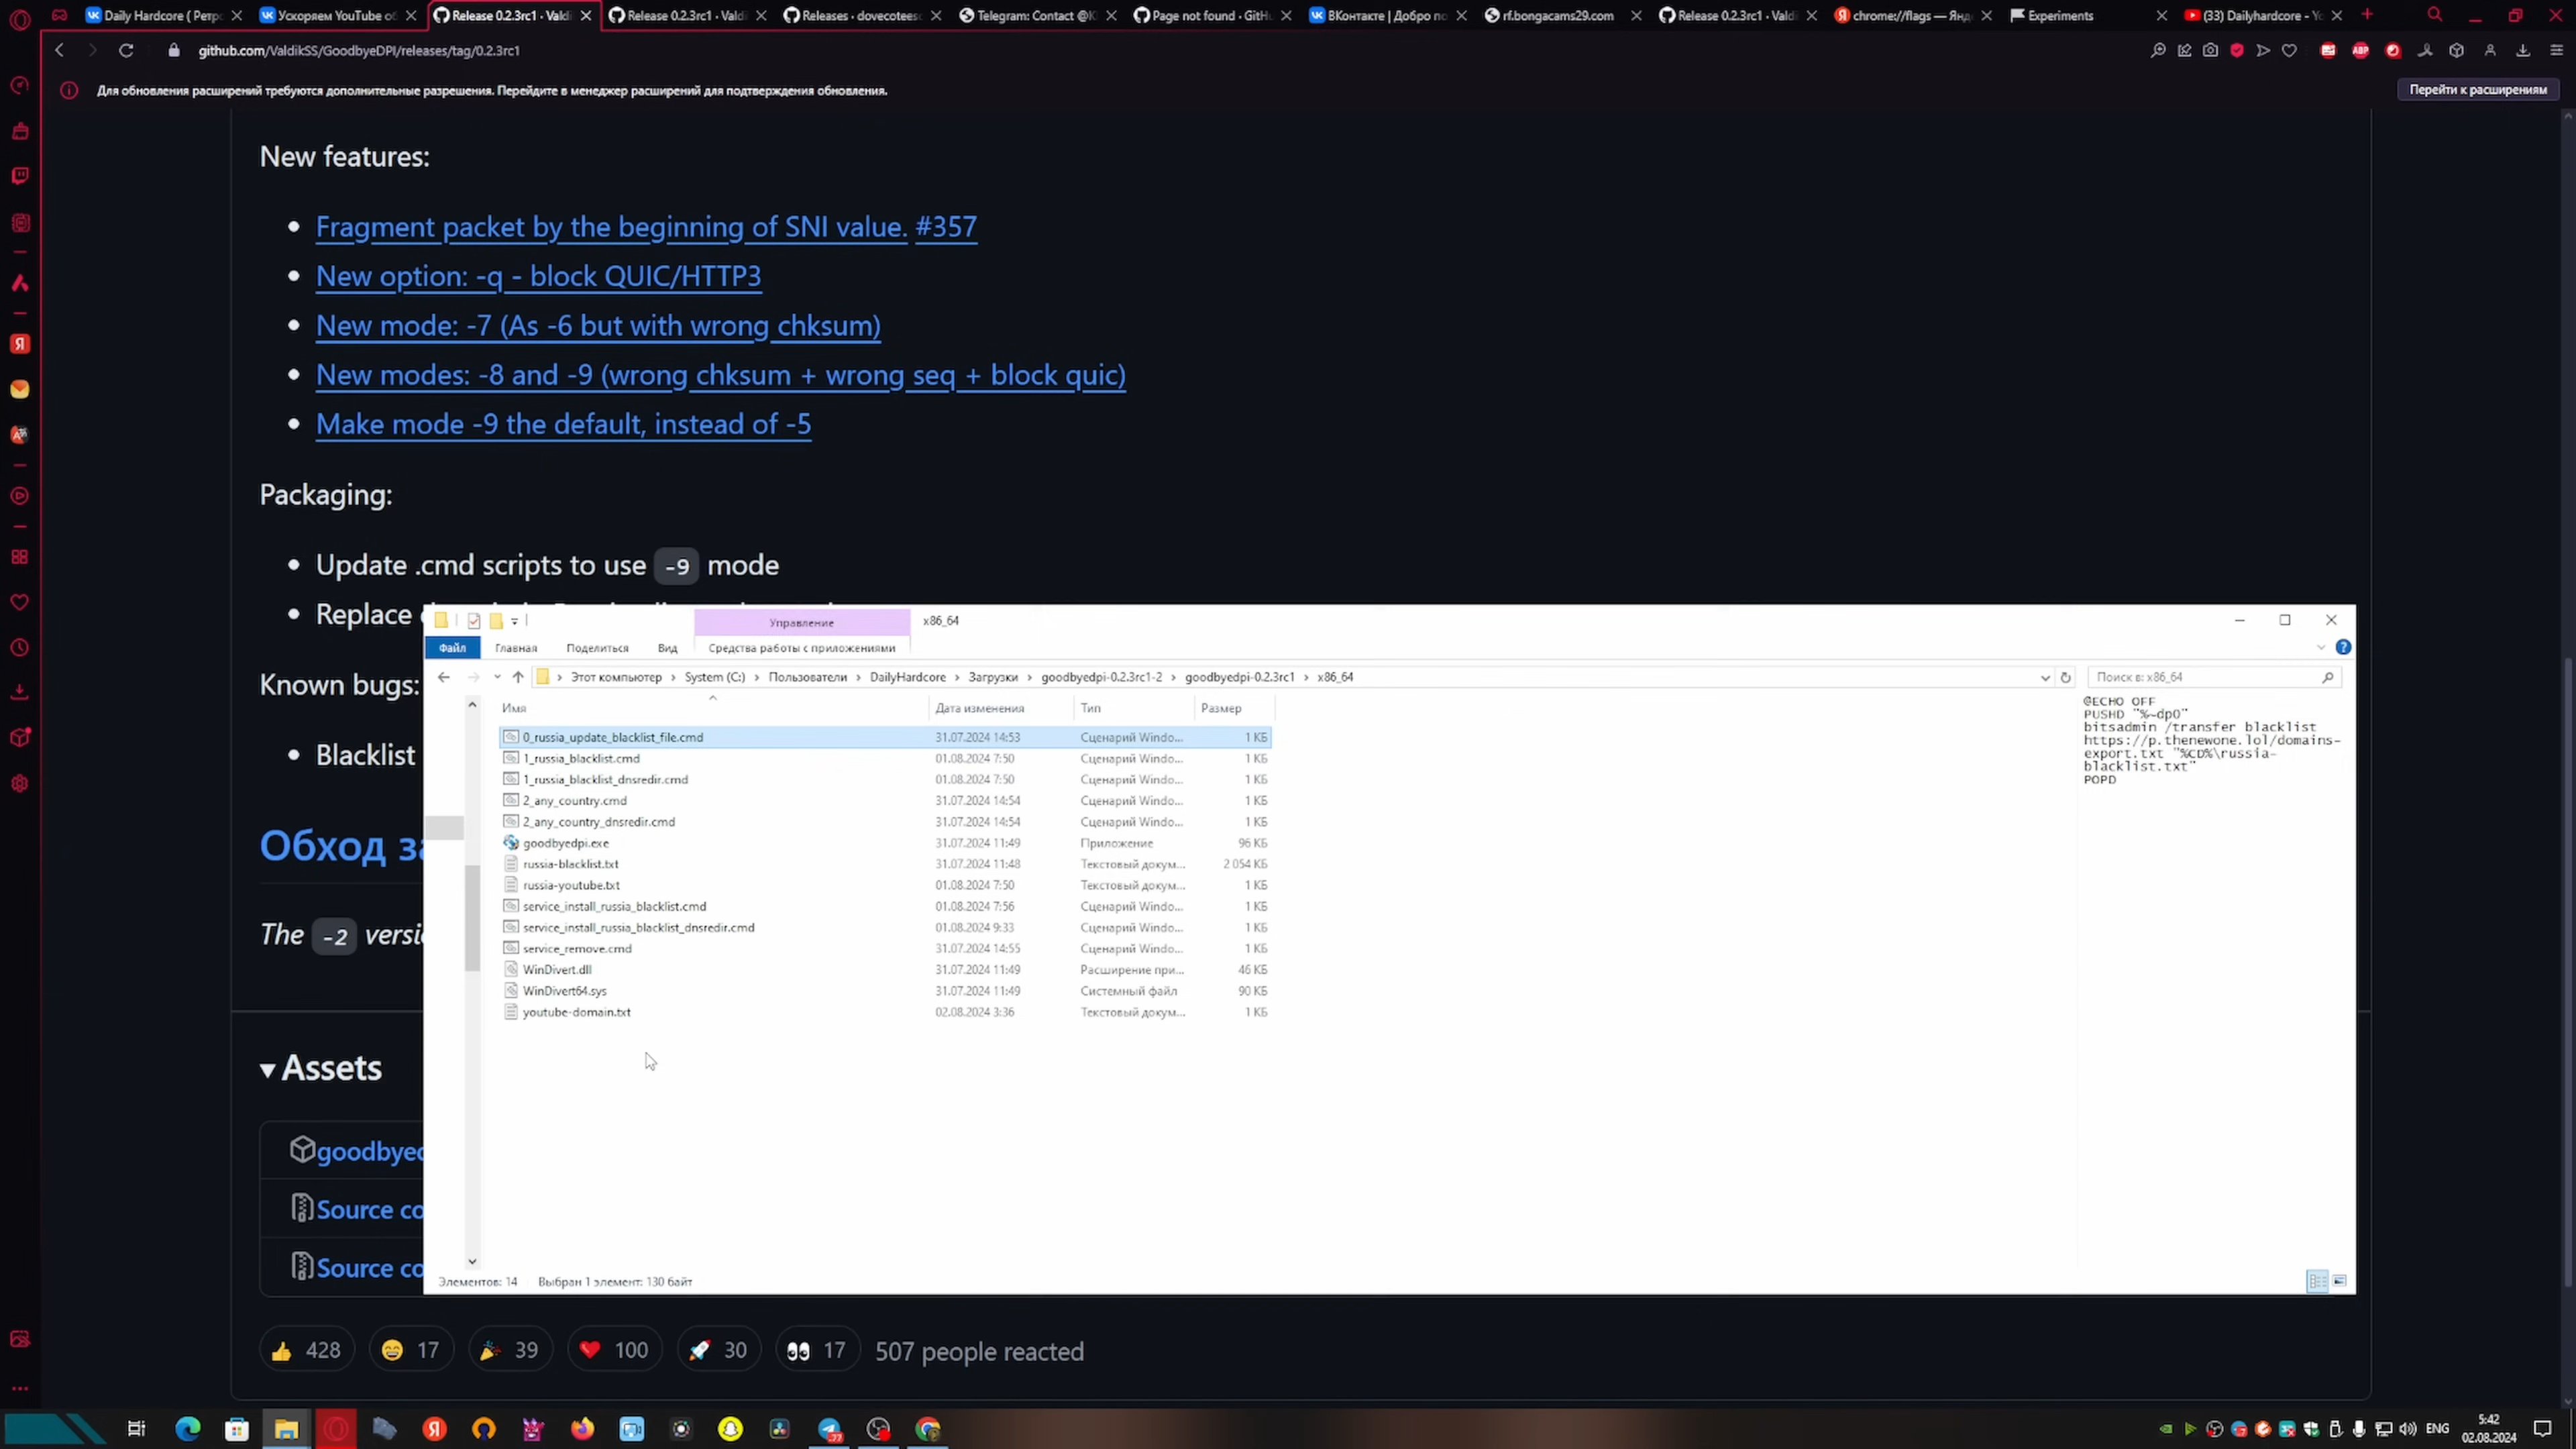 Daily Hardcore ( Ретро
Ускоряем YouTube об
Release 0.2.3rc1 · Valdi
Release 0.2.3rc1 · Valdi
Releases · dovecoteesc
Telegram: Contact @K
Page not found · GitHu
ВКонтакте | Добро по
rf.bongacams29.com
Release 0.2.3rc1 · Valdi
chrome://flags — Янд
Experiments
(33) Dailyhardcore - Yo
github.com/ValdikSS/GoodbyeDPI/releases/tag/0.2.3rc1
Для обновления расширений требуются дополнительные разрешения. Перейдите в менеджер расширений для подтверждения обновления.
Перейти к расширениям
New features:
Fragment packet by the beginning of SNI value. #357
New option: -q - block QUIC/HTTP3
New mode: -7 (As -6 but with wrong chksum)
New modes: -8 and -9 (wrong chksum + wrong seq + block quic)
Make mode -9 the default, instead of -5
Packaging:
Update .cmd scripts to use -9 mode
Replace
Known bugs:
Blacklist
Обход за
The -2 versi
Assets
goodbyed
Source co
Source co
428
17
39
100
30
17
507 people reacted
Управление
x86_64
Файл
Главная
Поделиться
Вид
Средства работы с приложениями
Этот компьютер > System (C:) > Пользователи > DailyHardcore > Загрузки > goodbyedpi-0.2.3rc1-2 > goodbyedpi-0.2.3rc1 > x86_64
Поиск в: x86_64
Имя Дата изменения Тип Размер
0_russia_update_blacklist_file.cmd 31.07.2024 14:53 Сценарий Windo... 1 КБ
1_russia_blacklist.cmd 01.08.2024 7:50 Сценарий Windo... 1 КБ
1_russia_blacklist_dnsredir.cmd 01.08.2024 7:50 Сценарий Windo... 1 КБ
2_any_country.cmd 31.07.2024 14:54 Сценарий Windo... 1 КБ
2_any_country_dnsredir.cmd 31.07.2024 14:54 Сценарий Windo... 1 КБ
goodbyedpi.exe 31.07.2024 11:49 Приложение 96 КБ
russia-blacklist.txt 31.07.2024 11:48 Текстовый докум... 2 054 КБ
russia-youtube.txt 01.08.2024 7:50 Текстовый докум... 1 КБ
service_install_russia_blacklist.cmd 01.08.2024 7:56 Сценарий Windo... 1 КБ
service_install_russia_blacklist_dnsredir.cmd 01.08.2024 9:33 Сценарий Windo... 1 КБ
service_remove.cmd 31.07.2024 14:55 Сценарий Windo... 1 КБ
WinDivert.dll 31.07.2024 11:49 Расширение при... 46 КБ
WinDivert64.sys 31.07.2024 11:49 Системный файл 90 КБ
youtube-domain.txt 02.08.2024 3:36 Текстовый докум... 1 КБ
@ECHO OFF
PUSHD "%~dp0"
bitsadmin /transfer blacklist
https://p.thenewone.lol/domains-
export.txt "%CD%\russia-
blacklist.txt"
POPD
Элементов: 14
Выбран 1 элемент: 130 байт
ENG
5:42
02.08.2024